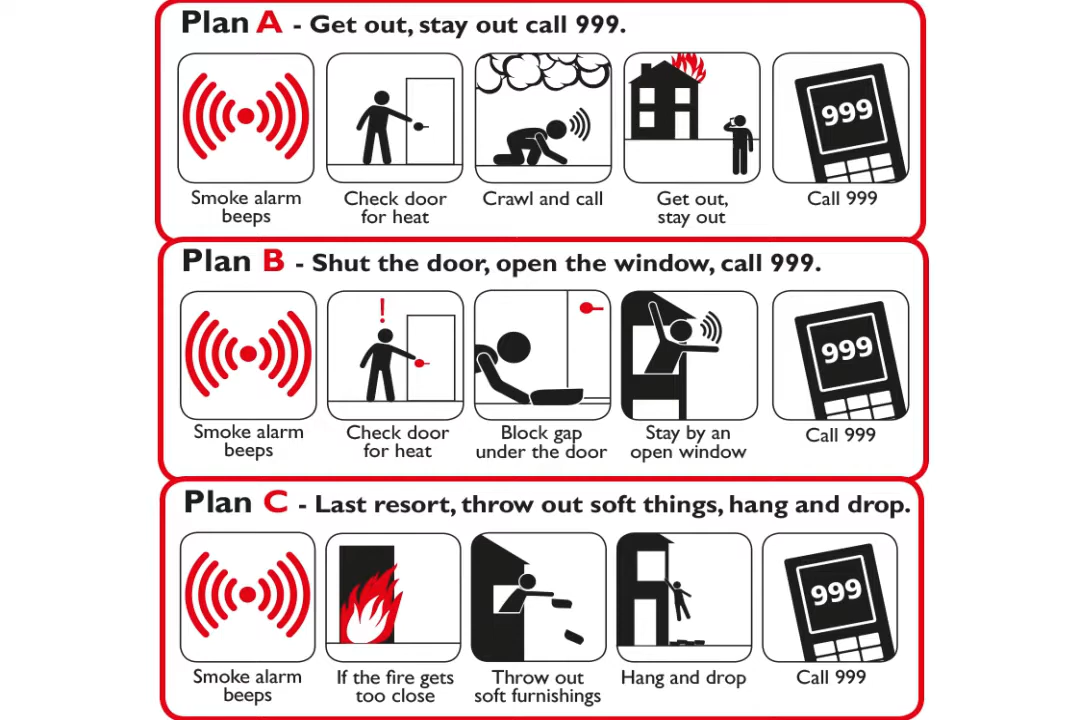 Plan A - Get out, stay out call 999.
999
Smoke alarm
beeps
Check door
for heat
Crawl and call
Get out,
stay out
Call 999
Plan B - Shut the door, open the window, call 999.
!
999
Smoke alarm
beeps
Check door
for heat
Block gap
under the door
Stay by an
open window
Call 999
Plan C - Last resort, throw out soft things, hang and drop.
999
Smoke alarm
beeps
If the fire gets
too close
Throw out
soft furnishings
Hang and drop
Call 999